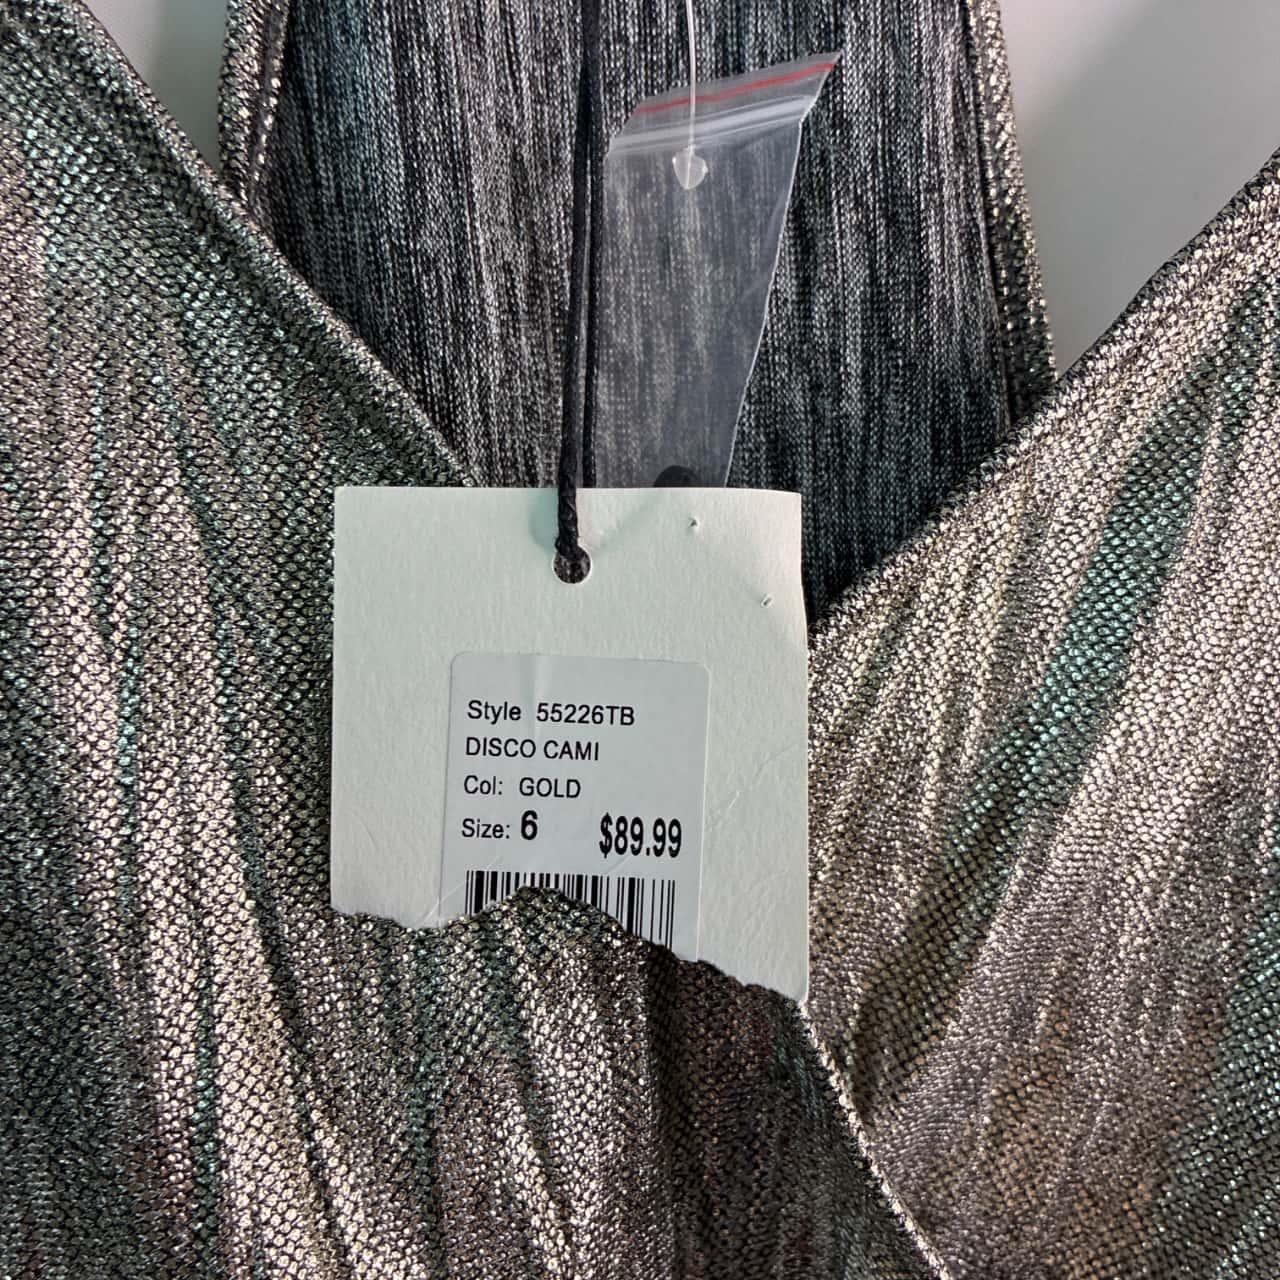 Style 55226TB
DISCO CAMI
Col: GOLD
Size: 6 $89.99